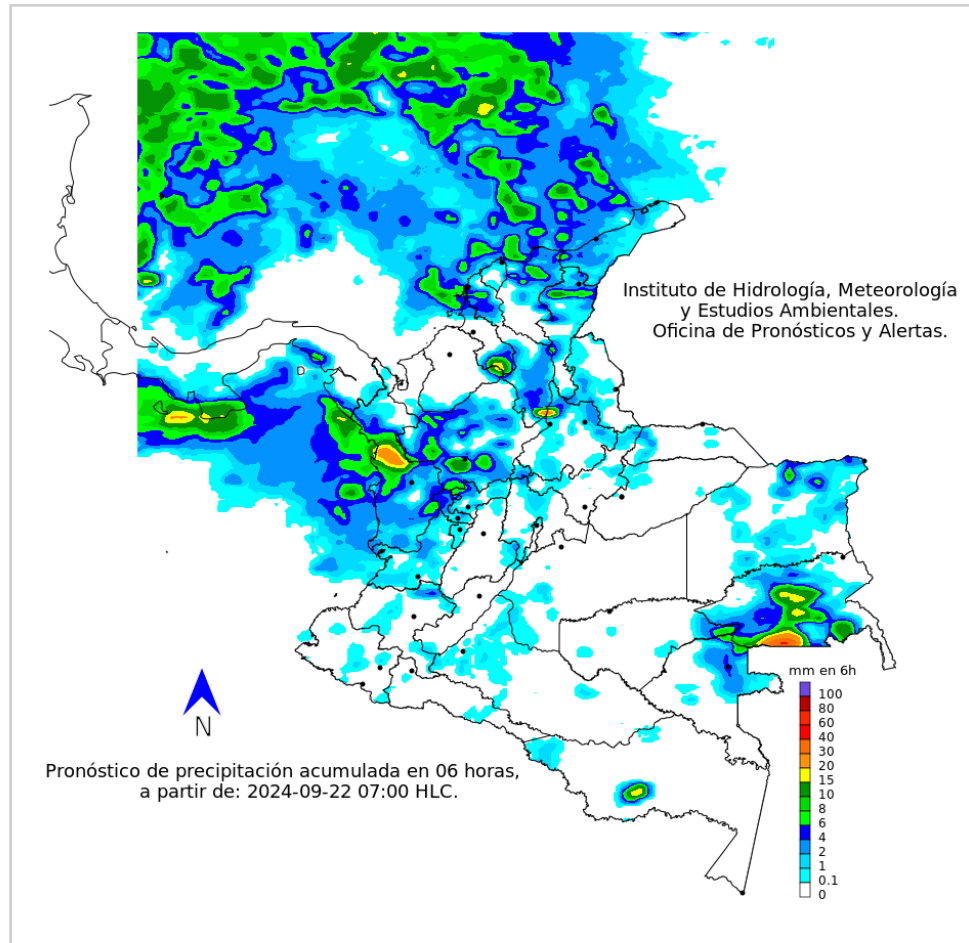 Instituto de Hidrología, Meteorología
y Estudios Ambientales.
Oficina de Pronósticos y Alertas.
mm en 6h
100
80
60
40
30
20
15
10
8
6
4
2
1
0.1
0
N
Pronóstico de precipitación acumulada en 06 horas,
a partir de: 2024-09-22 07:00 HLC.